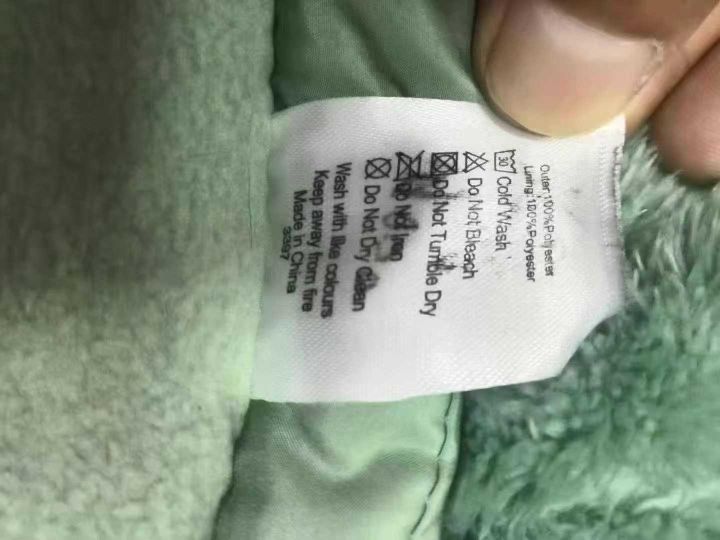 Outer:100%Polyester
Lining:100%Polyester
30 Cold Wash
Do Not Bleach
Do Not Tumble Dry
Do Not Iron
Do Not Dry Clean
Wash with like colours
Keep away from fire
Made in China